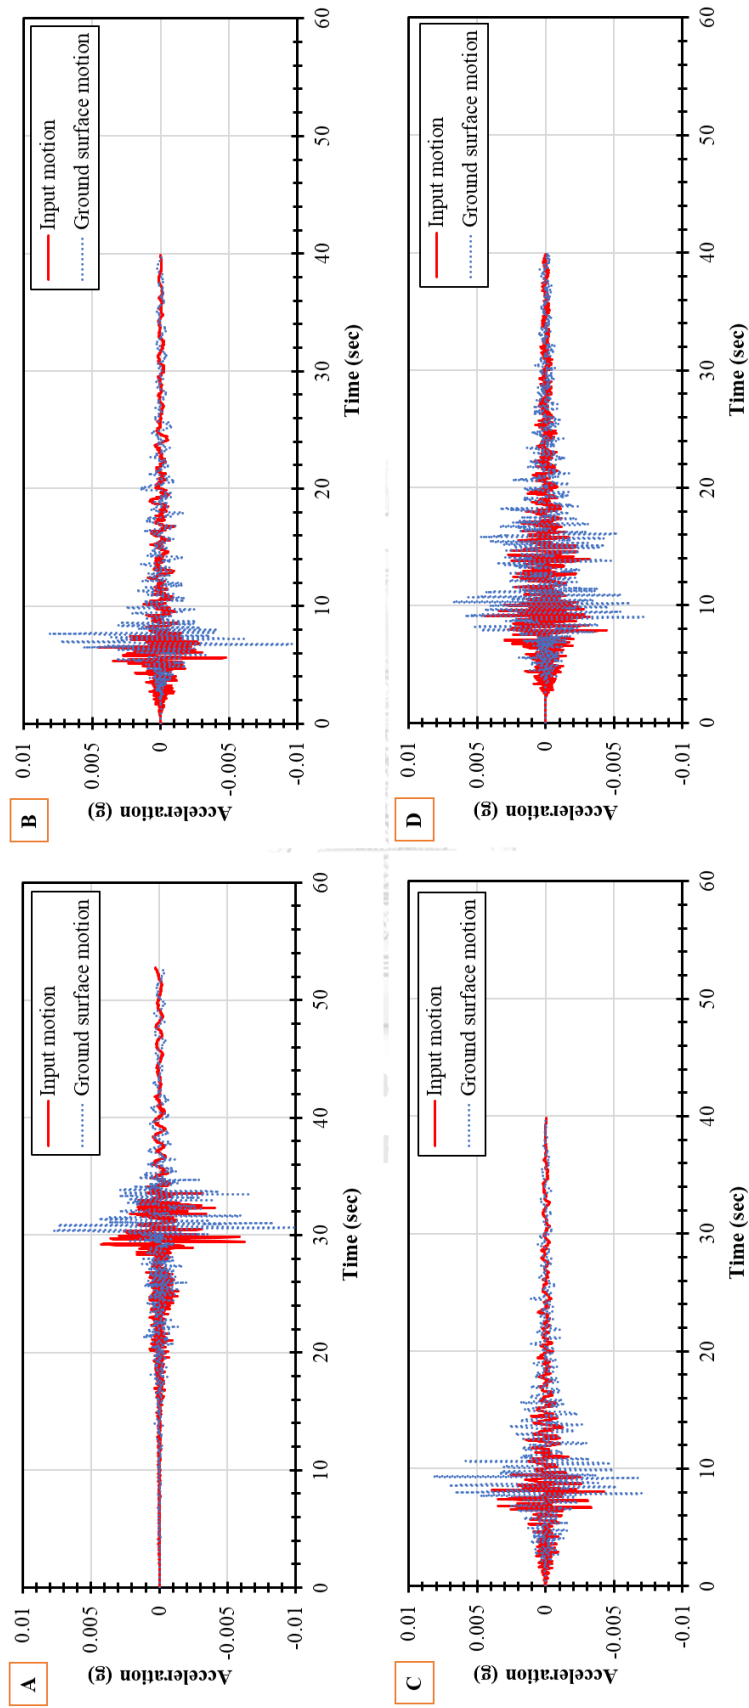 A
0.01
0.005
0
-0.005
-0.01
Acceleration (g)
0 10 20 30 40 50 60
Time (sec)
Input motion
Ground surface motion
B
0.01
0.005
0
-0.005
-0.01
Acceleration (g)
0 10 20 30 40 50 60
Time (sec)
Input motion
Ground surface motion
C
0.01
0.005
0
-0.005
-0.01
Acceleration (g)
0 10 20 30 40 50 60
Time (sec)
Input motion
Ground surface motion
D
0.01
0.005
0
-0.005
-0.01
Acceleration (g)
0 10 20 30 40 50 60
Time (sec)
Input motion
Ground surface motion